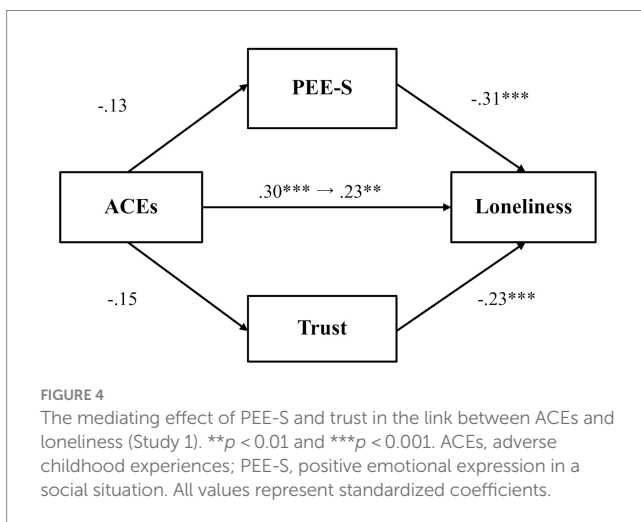 PEE-S
-.13
-.31***
.30*** → .23**
ACEs
Loneliness
-.15
-.23***
Trust
FIGURE 4
The mediating effect of PEE-S and trust in the link between ACEs and
loneliness (Study 1). **p < 0.01 and ***p < 0.001. ACEs, adverse
childhood experiences; PEE-S, positive emotional expression in a
social situation. All values represent standardized coefficients.